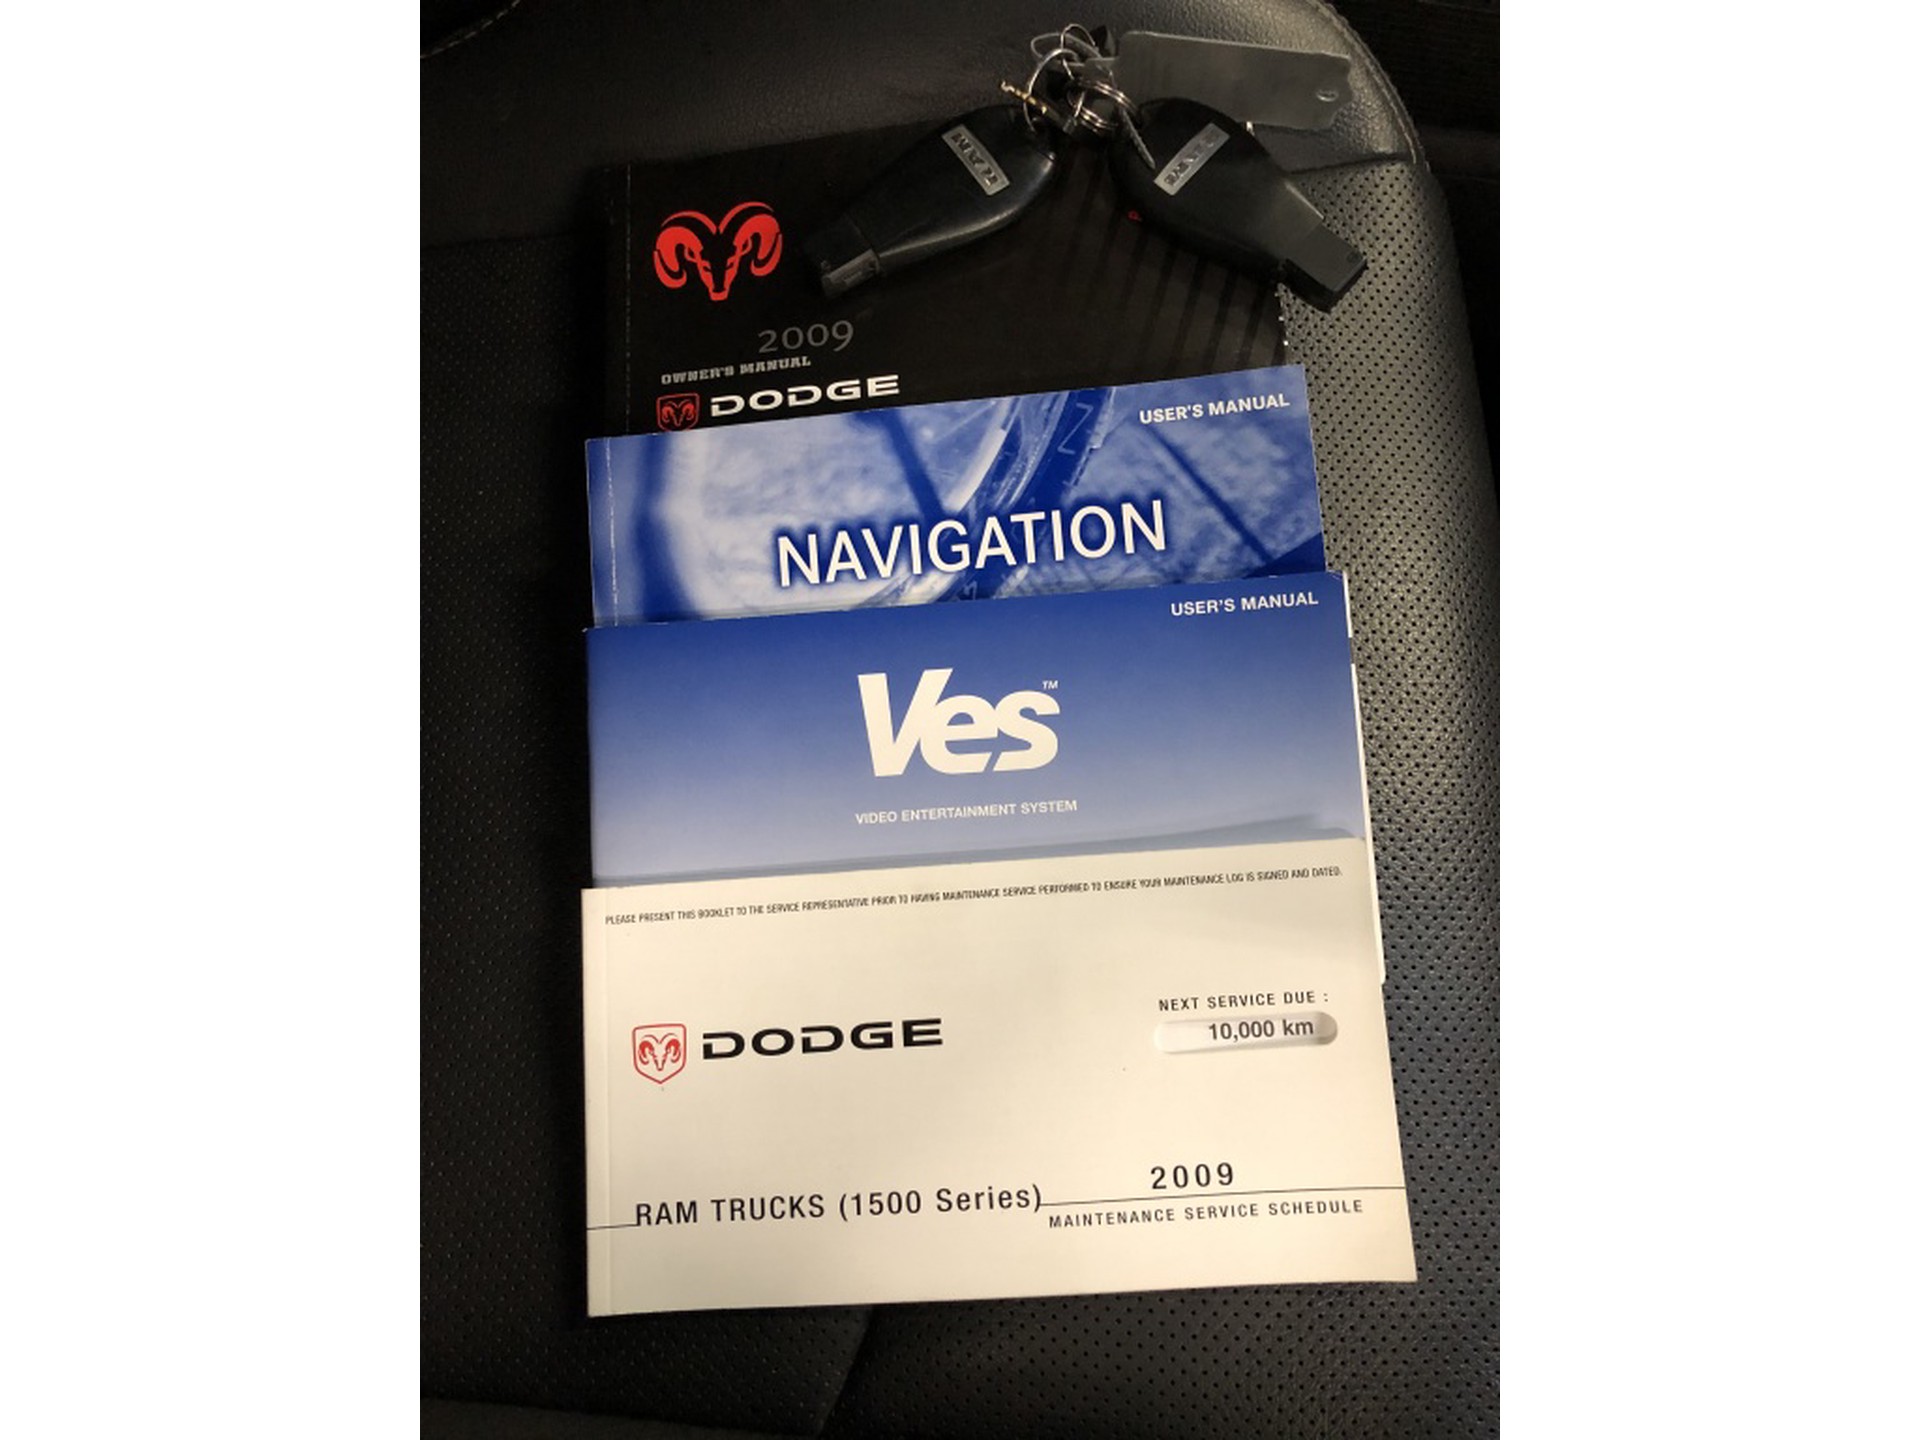 RAM
RAM
2009
OWNER'S MANUAL
DODGE
USER'S MANUAL
NAVIGATION
USER'S MANUAL
Ves™
VIDEO ENTERTAINMENT SYSTEM
PLEASE PRESENT THIS BOOKLET TO THE SERVICE REPRESENTATIVE PRIOR TO HAVING MAINTENANCE SERVICE PERFORMED TO ENSURE YOUR MAINTENANCE LOG IS SIGNED AND DATED.
NEXT SERVICE DUE :
10,000 km
DODGE
RAM TRUCKS (1500 Series)
2009
MAINTENANCE SERVICE SCHEDULE